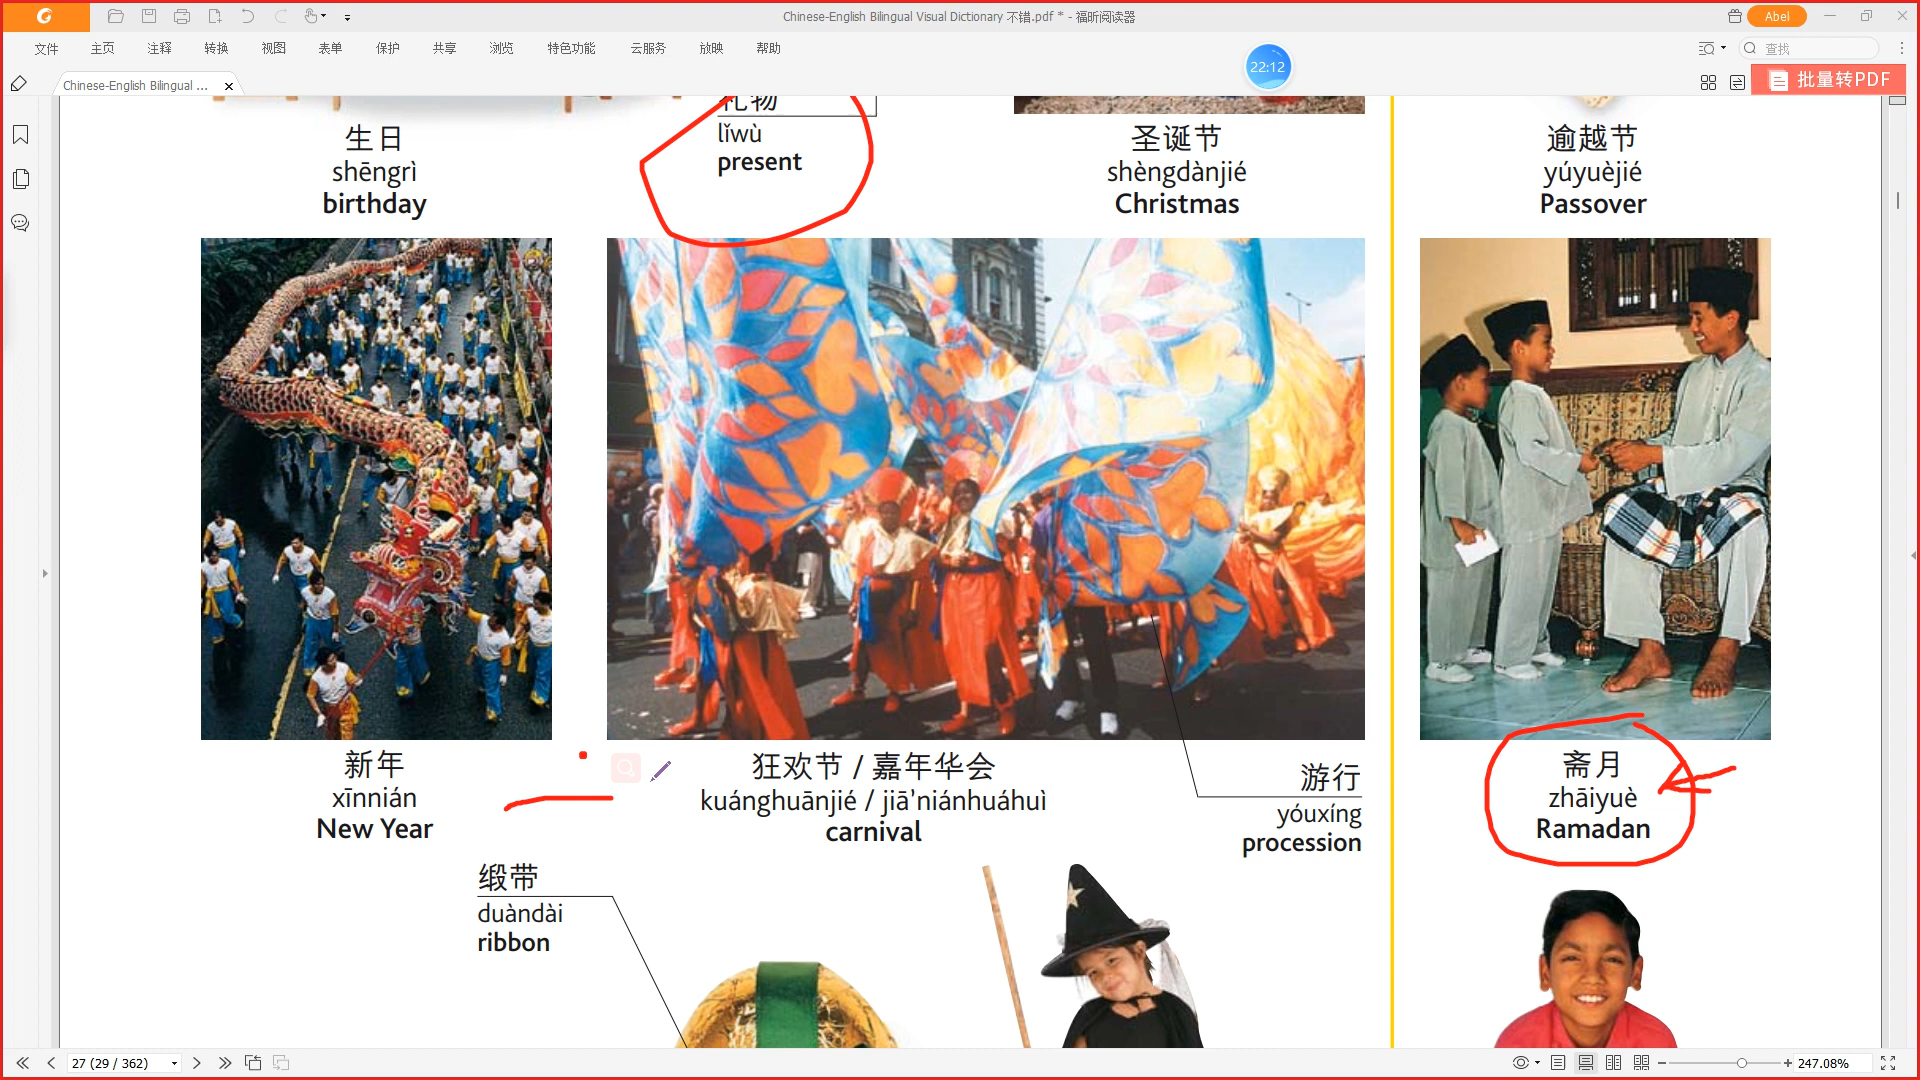 Chinese-English Bilingual Visual Dictionary 不错.pdf * - 福昕阅读器
Abel
文件 主页 注释 转换 视图 表单 保护 共享 浏览 特色功能 云服务 放映 帮助
22:12
查找
Chinese-English Bilingual ...
批量转PDF
礼物
lǐwù
present
生日
shēngrì
birthday
圣诞节
shèngdànjié
Christmas
逾越节
yúyuèjié
Passover
新年
xīnnián
New Year
狂欢节 / 嘉年华会
kuánghuānjié / jiā'niánhuáhuì
carnival
游行
yóuxíng
procession
斋月
zhāiyuè
Ramadan
缎带
duàndài
ribbon
27 (29 / 362)
247.08%